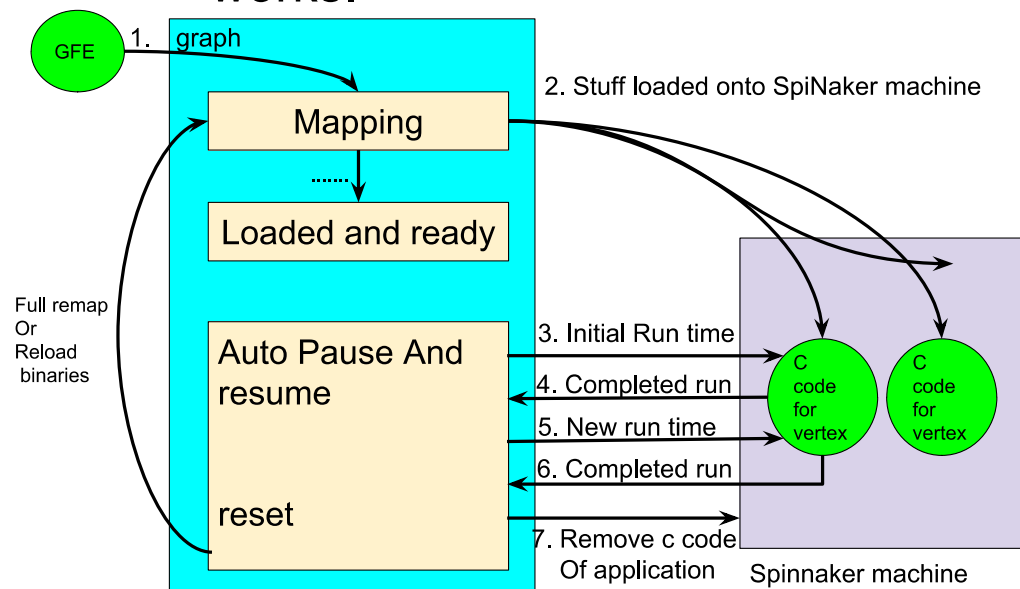 works?
GFE
1. graph
2. Stuff loaded onto SpiNaker machine
Mapping
.......
Loaded and ready
Full remap
Or
Reload
binaries
Auto Pause And
resume
reset
3. Initial Run time
4. Completed run
5. New run time
6. Completed run
7. Remove c code
Of application
C
code
for
vertex
C
code
for
vertex
Spinnaker machine